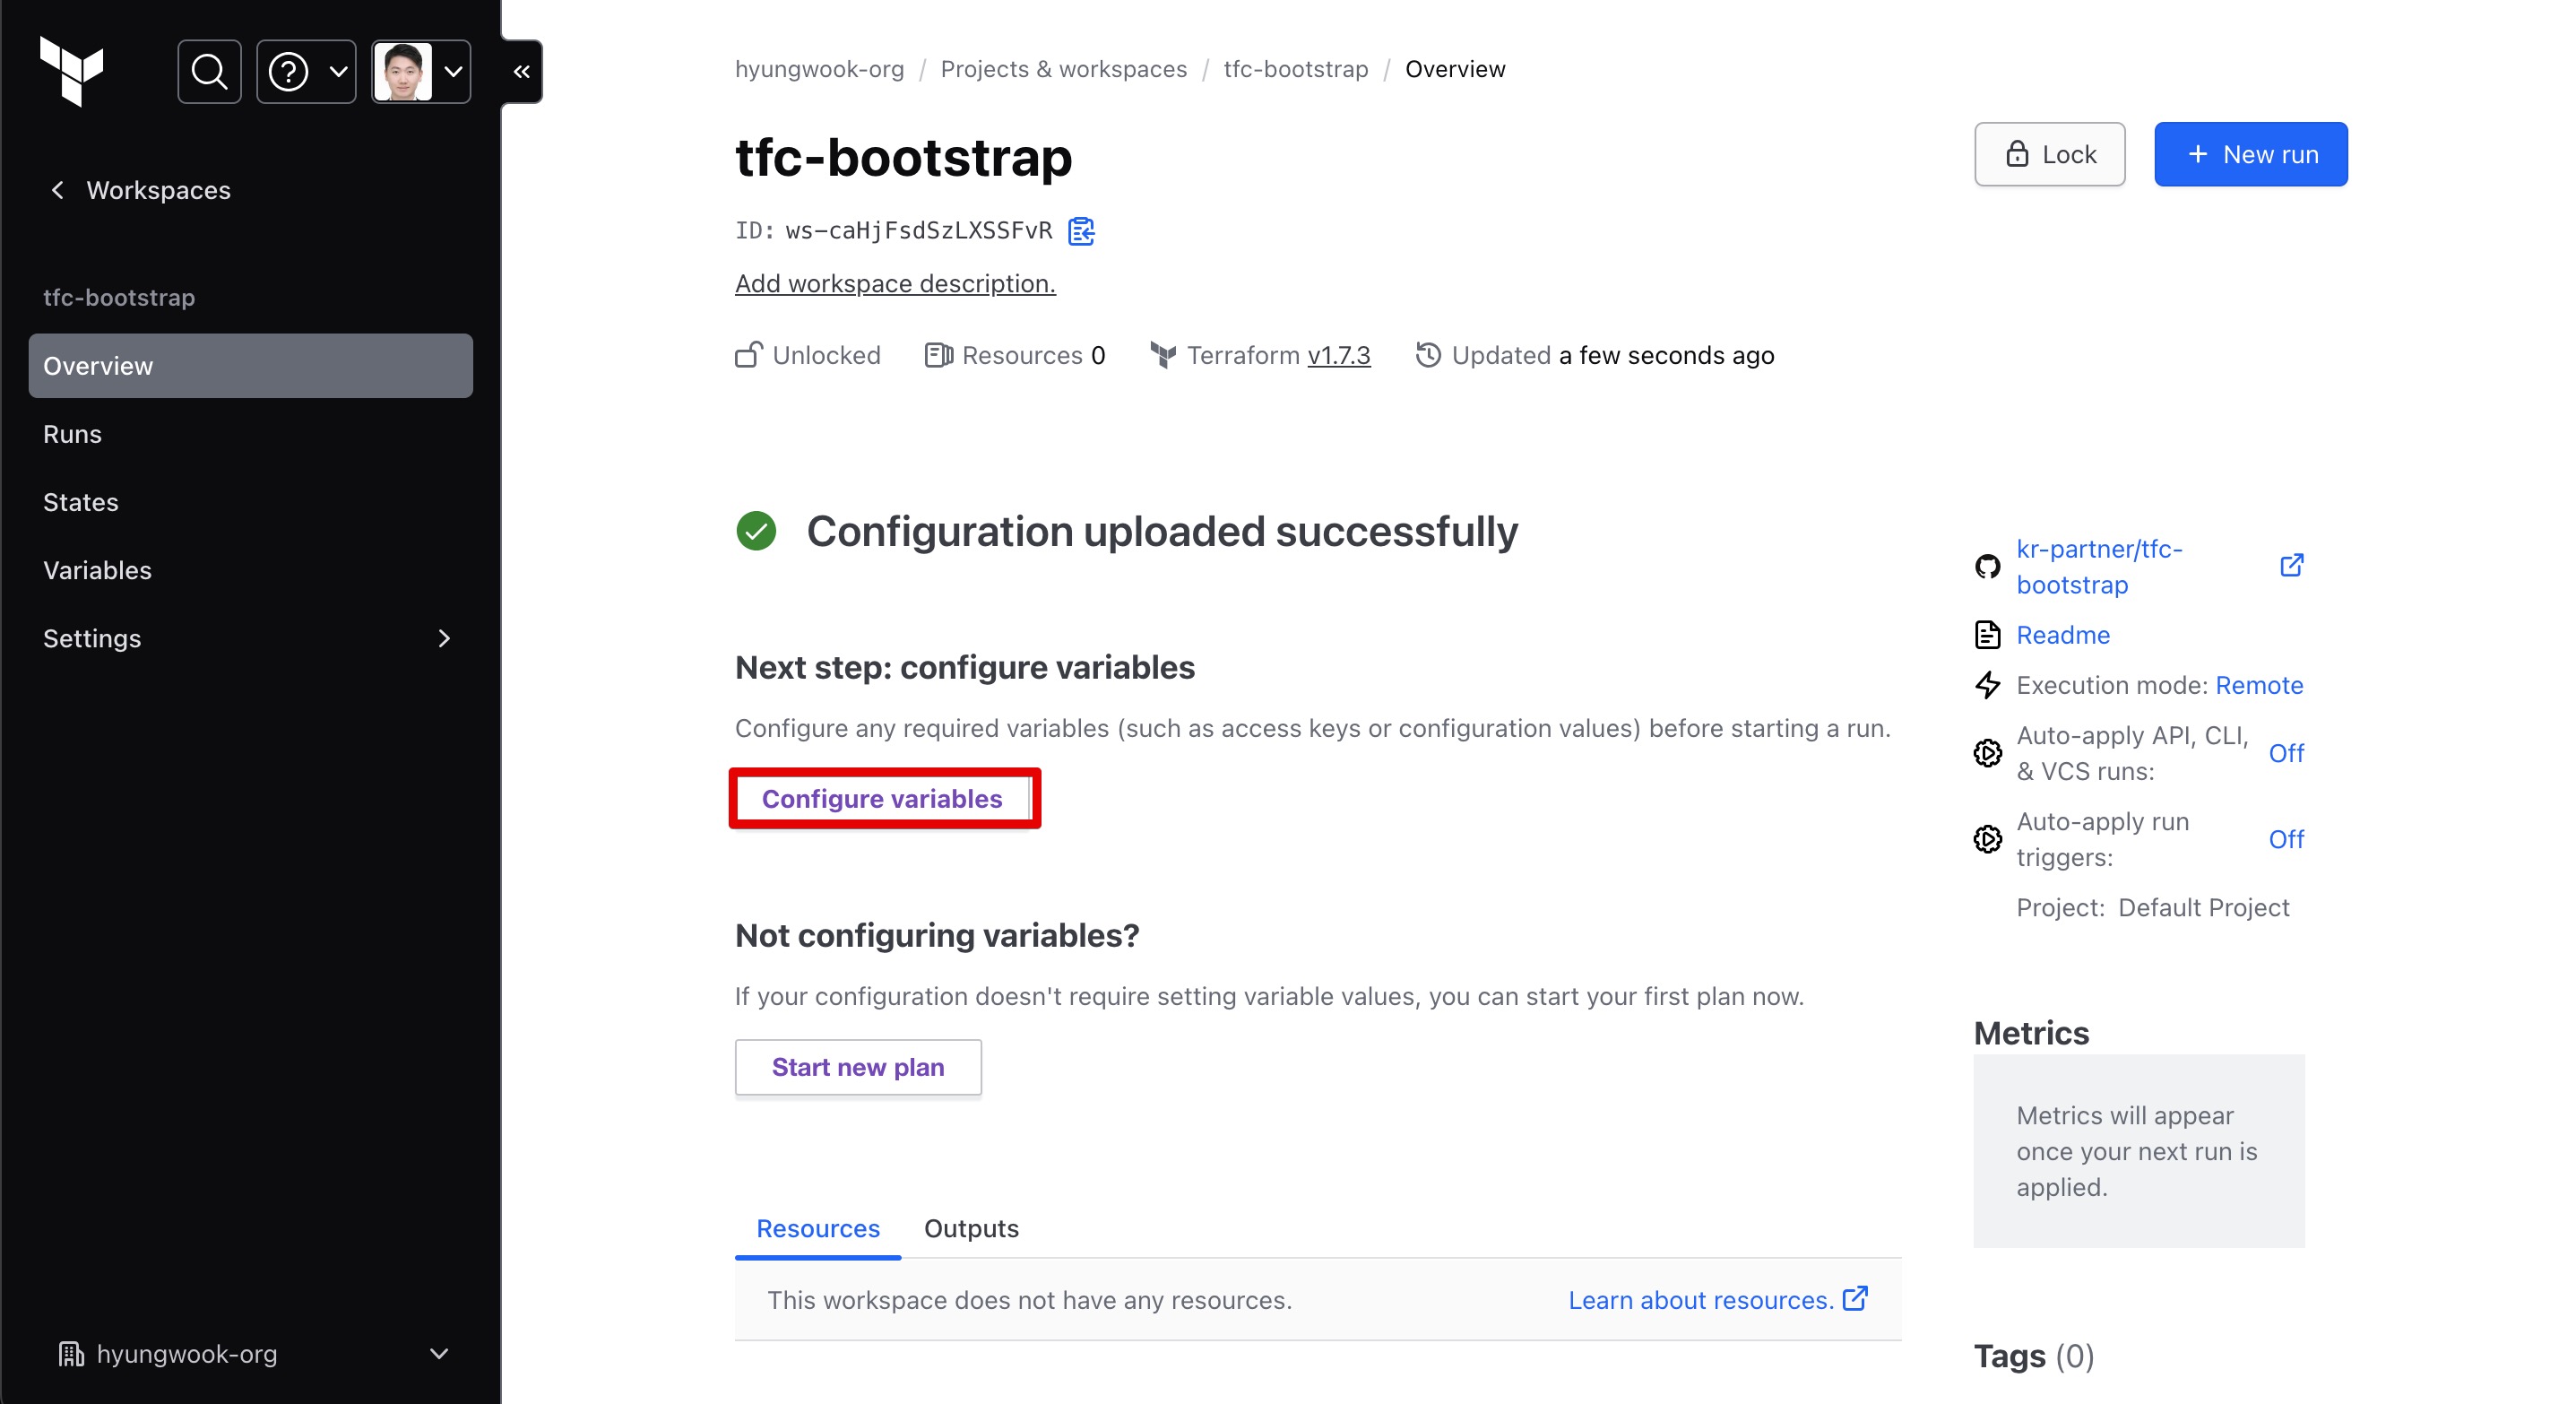 Workspaces
tfc-bootstrap
Overview
Runs
States
Variables
Settings
hyungwook-org
hyungwook-org / Projects & workspaces / tfc-bootstrap / Overview
tfc-bootstrap
Lock
+ New run
ID: ws-caHjFsdSzLXSSFvR
Add workspace description.
Unlocked Resources 0 Terraform v1.7.3 Updated a few seconds ago
Configuration uploaded successfully
Next step: configure variables
Configure any required variables (such as access keys or configuration values) before starting a run.
Configure variables
Not configuring variables?
If your configuration doesn't require setting variable values, you can start your first plan now.
Start new plan
Resources Outputs
This workspace does not have any resources. Learn about resources.
kr-partner/tfc-
bootstrap
Readme
Execution mode: Remote
Auto-apply API, CLI,
& VCS runs: Off
Auto-apply run
triggers: Off
Project: Default Project
Metrics
Metrics will appear
once your next run is
applied.
Tags (0)